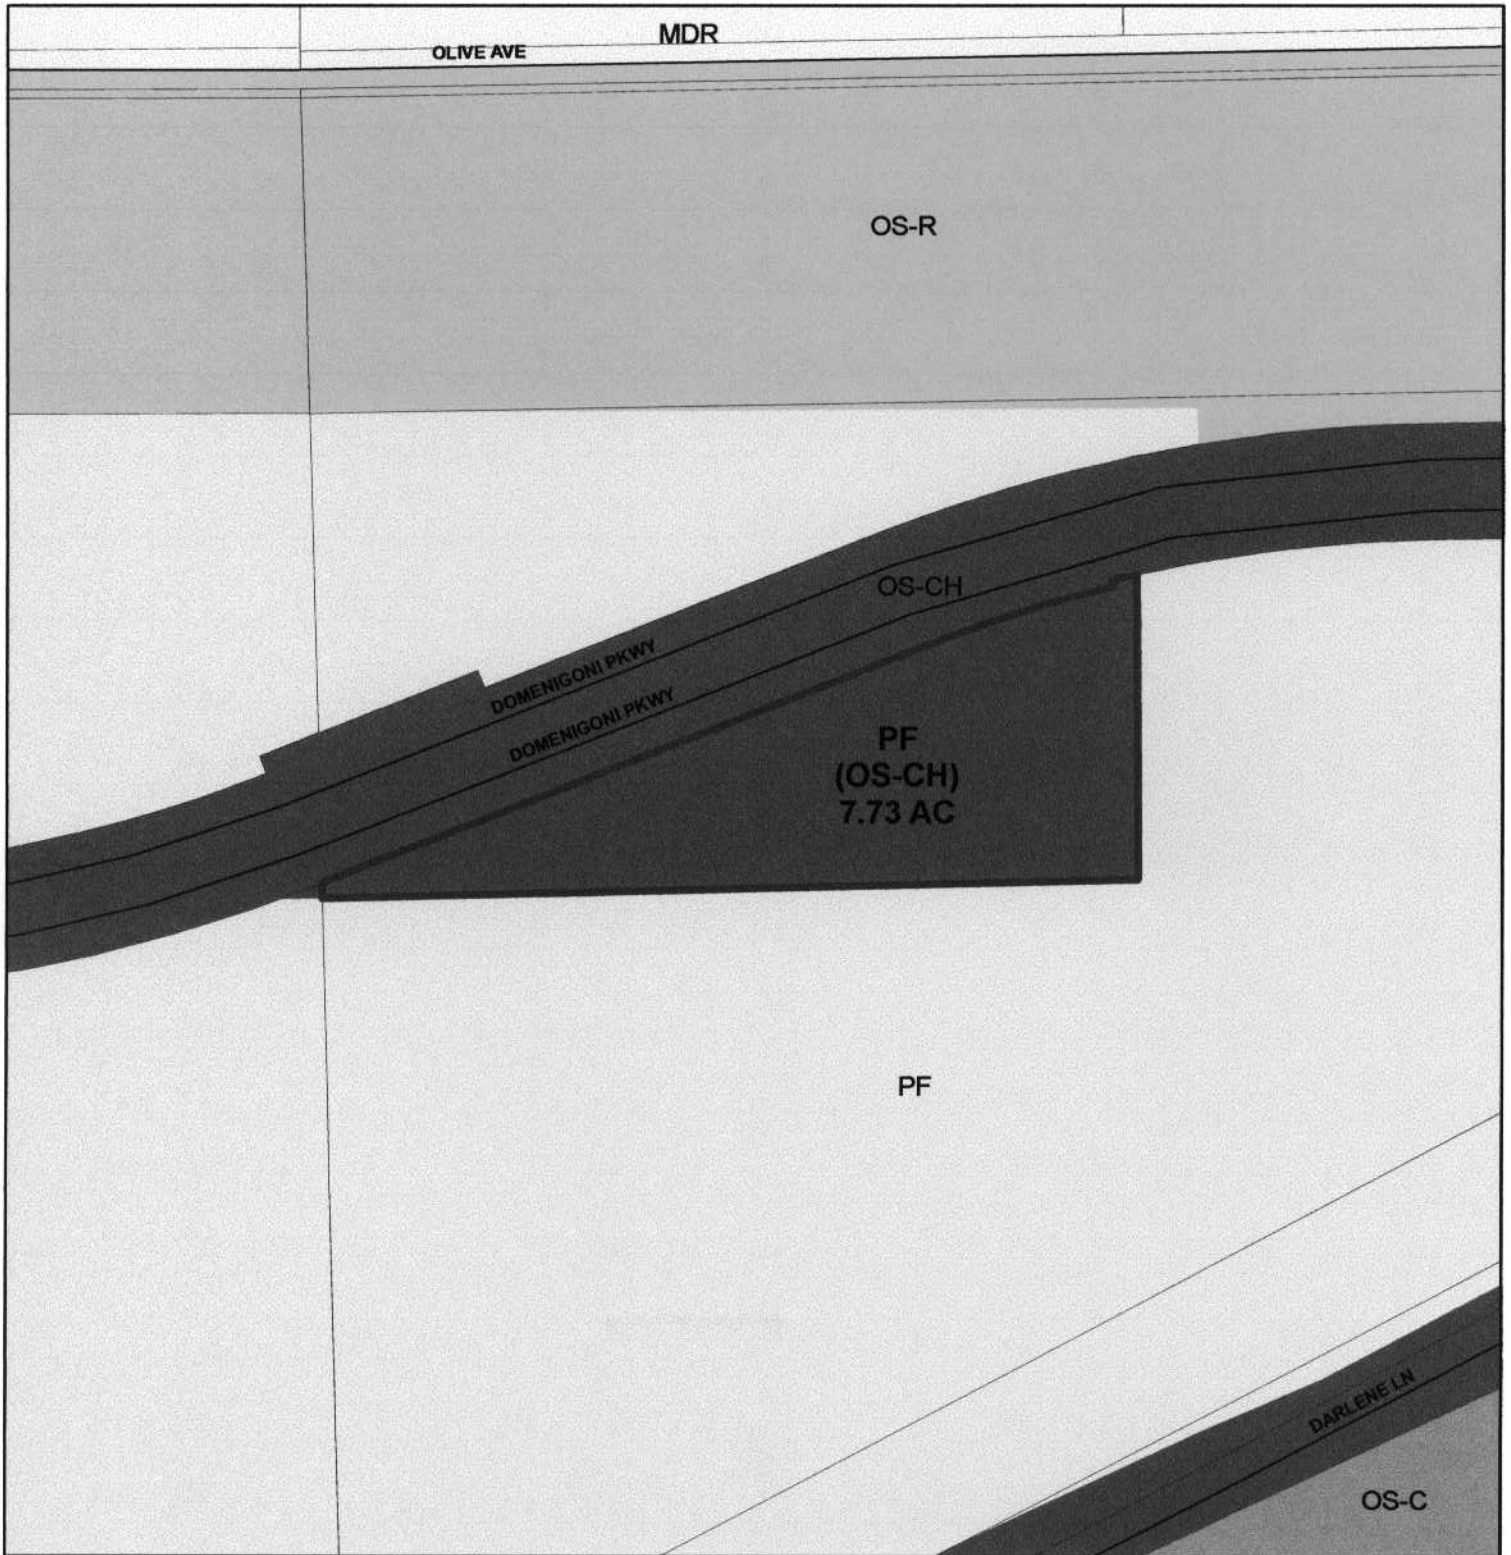 MDR
OLIVE AVE
OS-R
OS-CH
DOMENIGONI PKWY
DOMENIGONI PKWY
PF
(OS-CH)
7.73 AC
PF
DARLENE LN
OS-C